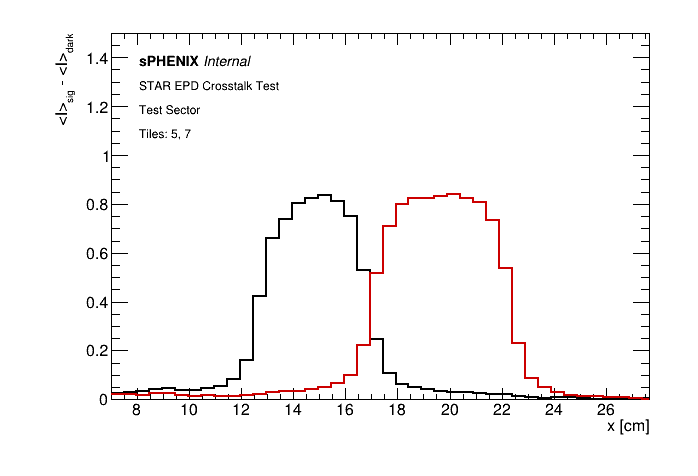 <I>sig - <I>dark
1.4
1.2
1
0.8
0.6
0.4
0.2
0
sPHENIX Internal
STAR EPD Crosstalk Test
Test Sector
Tiles: 5, 7
8 10 12 14 16 18 20 22 24 26
x [cm]